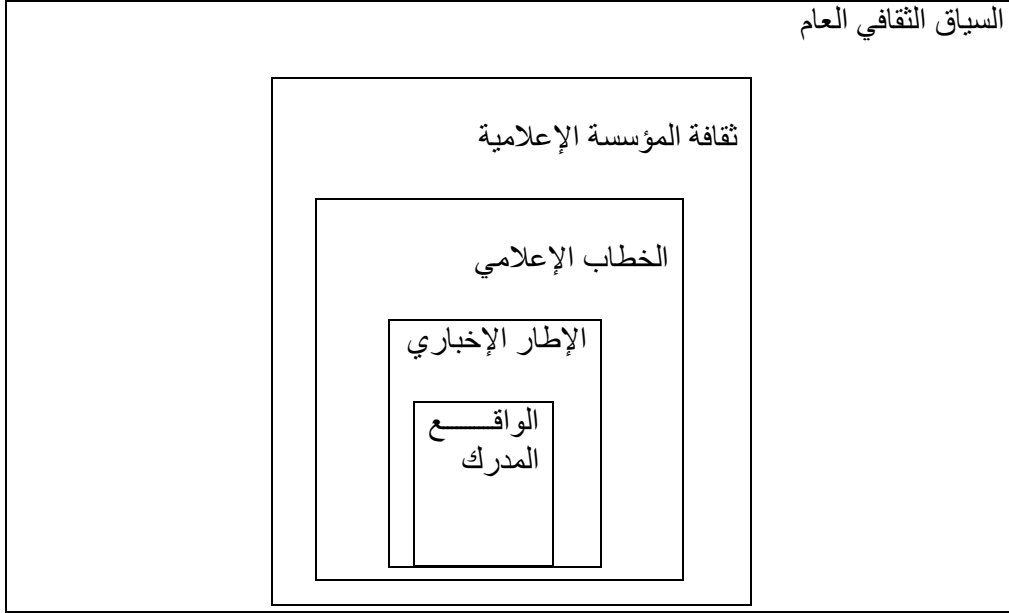 السياق الثقافي العام
ثقافة المؤسسة الإعلامية
الخطاب الإعلامي
الإطار الإخباري
الواقـــــع
المدرك